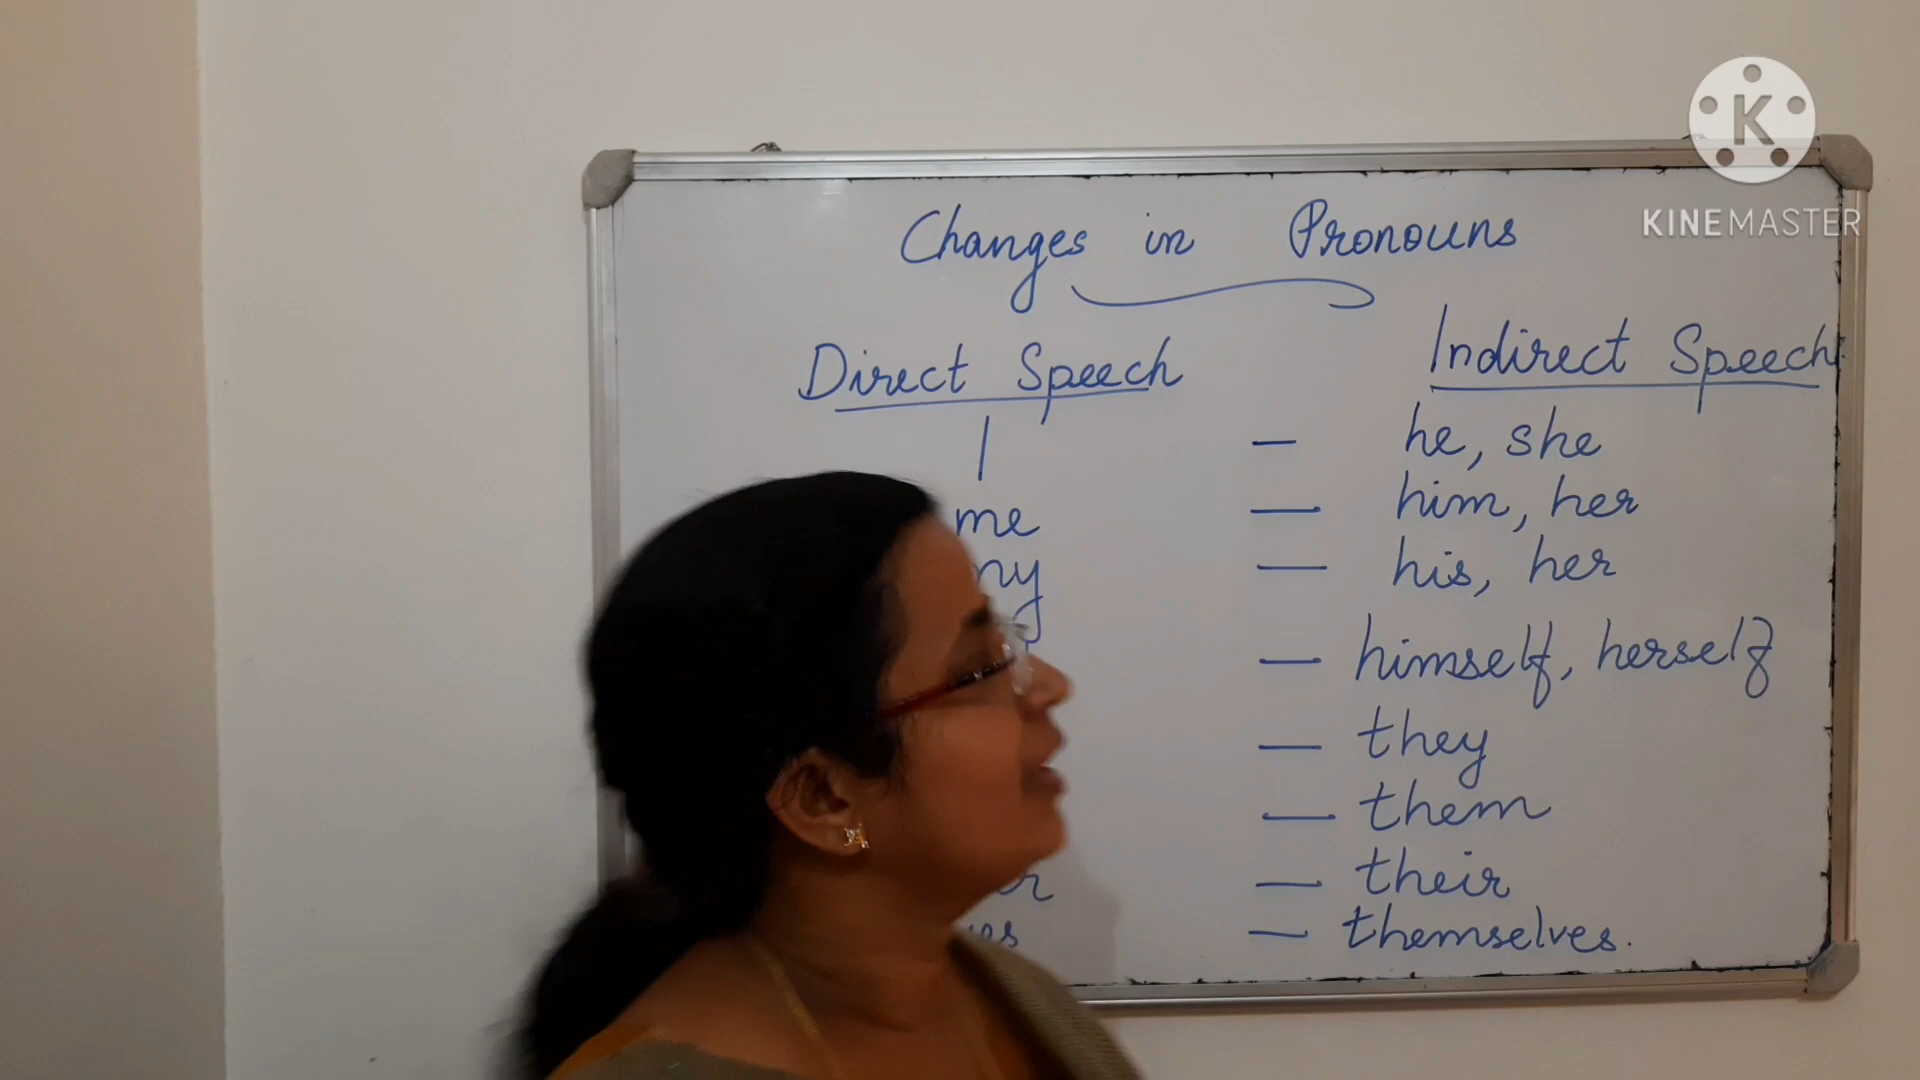 K
KINEMASTER
Changes in Pronouns
Direct Speech Indirect Speech
I - he, she
me - him, her
- his, her
- himself, herself
- they
- them
- their
- themselves.